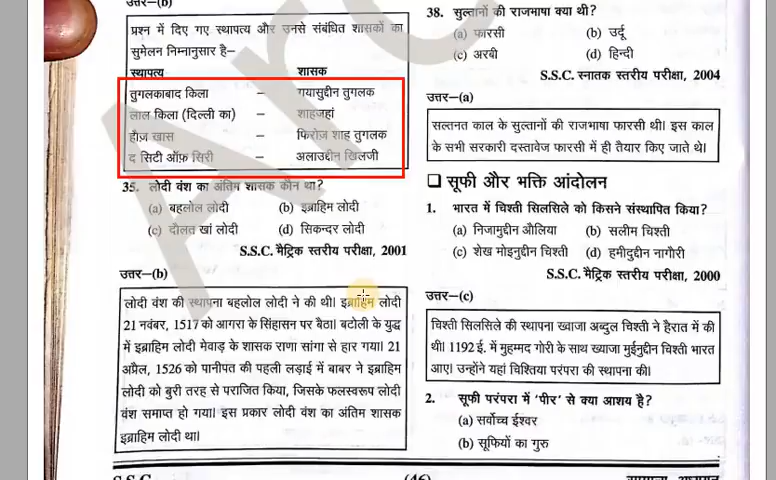 उत्तर–(b)
प्रश्न में दिए गए स्थापत्य और उनसे संबंधित शासकों का
सुमेलन निम्नानुसार है–
स्थापत्य शासक
तुगलकाबाद किला – गयासुद्दीन तुगलक
लाल किला (दिल्ली का) – शाहजहां
हौज़ खास – फिरोज़ शाह तुगलक
द सिटी ऑफ़ सिरी – अलाउद्दीन खिलजी
35. लोदी वंश का अंतिम शासक कौन था?
(a) बहलोल लोदी (b) इब्राहिम लोदी
(c) दौलत खां लोदी (d) सिकन्दर लोदी
S.S.C. मैट्रिक स्तरीय परीक्षा, 2001
उत्तर–(b)
लोदी वंश की स्थापना बहलोल लोदी ने की थी। इब्राहिम लोदी
21 नवंबर, 1517 को आगरा के सिंहासन पर बैठा। बटोली के युद्ध
में इब्राहिम लोदी मेवाड़ के शासक राणा सांगा से हार गया। 21
अप्रैल, 1526 को पानीपत की पहली लड़ाई में बाबर ने इब्राहिम
लोदी को बुरी तरह से पराजित किया, जिसके फलस्वरूप लोदी
वंश समाप्त हो गया। इस प्रकार लोदी वंश का अंतिम शासक
इब्राहिम लोदी था।
38. सुल्तानों की राजभाषा क्या थी?
(a) फारसी (b) उर्दू
(c) अरबी (d) हिन्दी
S.S.C. स्नातक स्तरीय परीक्षा, 2004
उत्तर–(a)
सल्तनत काल के सुल्तानों की राजभाषा फारसी थी। इस काल
के सभी सरकारी दस्तावेज फारसी में ही तैयार किए जाते थे।
सूफी और भक्ति आंदोलन
1. भारत में चिश्ती सिलसिले को किसने संस्थापित किया?
(a) निजामुद्दीन औलिया (b) सलीम चिश्ती
(c) शेख मोइनुद्दीन चिश्ती (d) हमीदुद्दीन नागौरी
S.S.C. मैट्रिक स्तरीय परीक्षा, 2000
उत्तर–(c)
चिश्ती सिलसिले की स्थापना ख्वाजा अब्दुल चिश्ती ने हैरात में की
थी। 1192 ई. में मुहम्मद गोरी के साथ ख्वाजा मुईनुद्दीन चिश्ती भारत
आए। उन्होंने यहां चिश्तिया परंपरा की स्थापना की।
2. सूफी परंपरा में 'पीर' से क्या आशय है?
(a) सर्वोच्च ईश्वर
(b) सूफियों का गुरु
S.S.C. (46) सामान्य अध्ययन